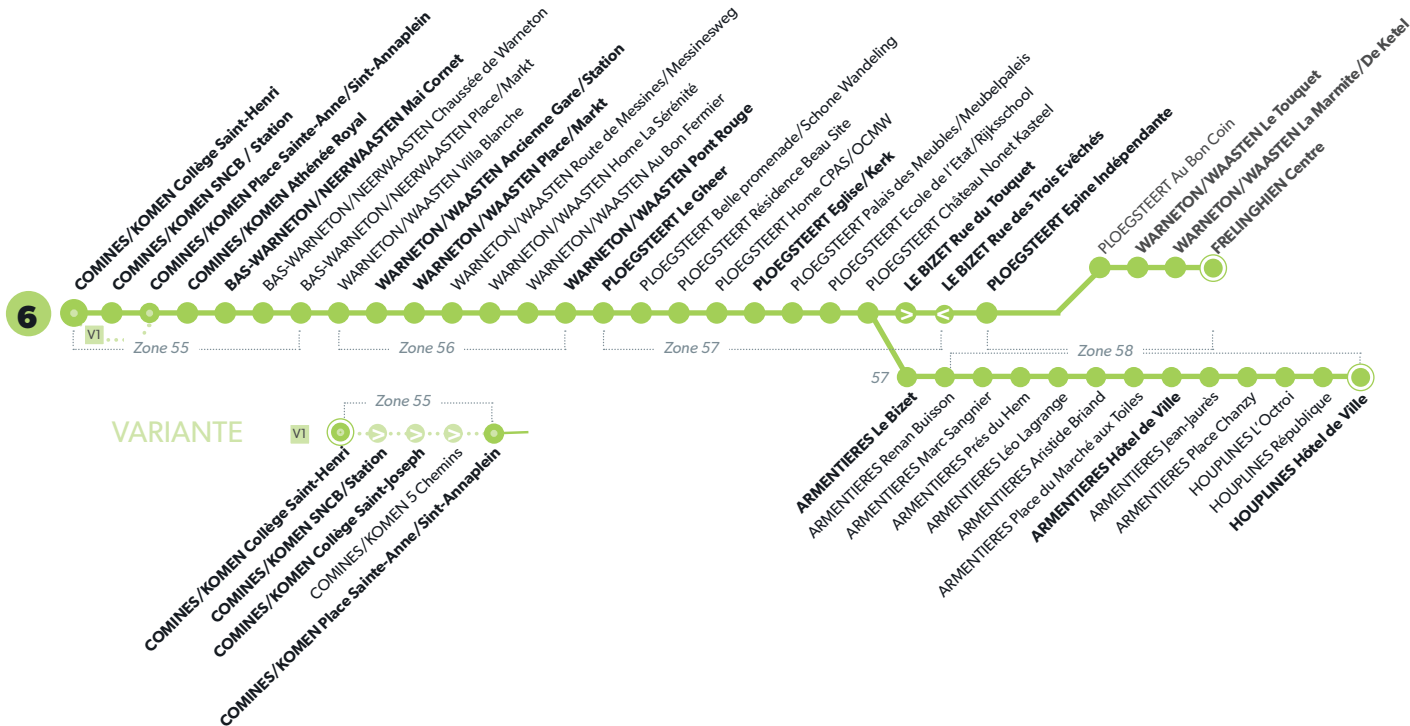 6
COMINES/KOMEN Collège Saint-Henri
COMINES/KOMEN SNCB / Station
COMINES/KOMEN Place Sainte-Anne/Sint-Annaplein
COMINES/KOMEN Athénée Royal
BAS-WARNETON/NEERWAASTEN Mai Cornet
BAS-WARNETON/NEERWAASTEN Chaussée de Warneton
BAS-WARNETON/NEERWAASTEN Place/Markt
WARNETON/WAASTEN Villa Blanche
WARNETON/WAASTEN Ancienne Gare/Station
WARNETON/WAASTEN Place/Markt
WARNETON/WAASTEN Route de Messines/Messinesweg
WARNETON/WAASTEN Home La Sérénité
WARNETON/WAASTEN Au Bon Fermier
WARNETON/WAASTEN Pont Rouge
PLOEGSTEERT Le Gheer
PLOEGSTEERT Belle promenade/Schone Wandeling
PLOEGSTEERT Résidence Beau Site
PLOEGSTEERT Home CPAS/OCMW
PLOEGSTEERT Eglise/Kerk
PLOEGSTEERT Palais des Meubles/Meubelpaleis
PLOEGSTEERT Ecole de l'Etat/Rijksschool
PLOEGSTEERT Château Nonet Kasteel
LE BIZET Rue du Touquet
LE BIZET Rue des Trois Evêchés
PLOEGSTEERT Epine Indépendante
PLOEGSTEERT Au Bon Coin
WARNETON/WAASTEN Le Touquet
WARNETON/WAASTEN La Marmite/De Ketel
FRELINGHIEN Centre
> <
V1
Zone 55
Zone 56
Zone 57
Zone 58
57
ARMENTIERES Le Bizet
ARMENTIERES Renan Buisson
ARMENTIERES Marc Sangnier
ARMENTIERES Prés du Hem
ARMENTIERES Léo Lagrange
ARMENTIERES Aristide Briand
ARMENTIERES Place du Marché aux Toiles
ARMENTIERES Hôtel de Ville
ARMENTIERES Jean-Jaurès
ARMENTIERES Place Chanzy
HOUPLINES L'Octroi
HOUPLINES République
HOUPLINES Hôtel de Ville
VARIANTE
V1
Zone 55
> > >
COMINES/KOMEN Collège Saint-Henri
COMINES/KOMEN SNCB/Station
COMINES/KOMEN Collège Saint-Joseph
COMINES/KOMEN 5 Chemins
COMINES/KOMEN Place Sainte-Anne/Sint-Annaplein